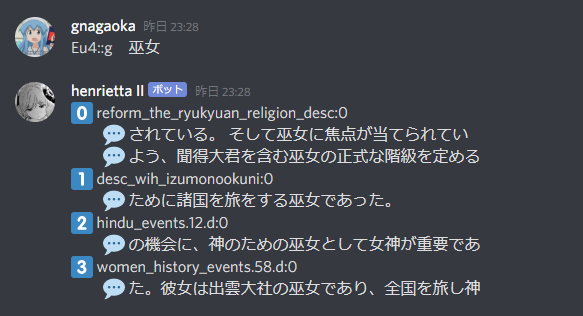 gnagaoka 昨日 23:28
Eu4::g　巫女
henrietta II ボット 昨日 23:28
0 reform_the_ryukyuan_religion_desc:0
されている。 そして巫女に焦点が当てられてい
よう、聞得大君を含む巫女の正式な階級を定める
1 desc_wih_izumonookuni:0
ために諸国を旅をする巫女であった。
2 hindu_events.12.d:0
の機会に、神のための巫女として女神が重要であ
3 women_history_events.58.d:0
た。彼女は出雲大社の巫女であり、全国を旅し神